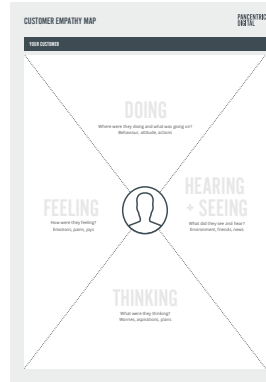 CUSTOMER EMPATHY MAP
PANCENTRIC
DIGITAL
YOUR CUSTOMER
DOING
Where were they doing and what was going on?
Behaviour, attitude, actions
FEELING
How were they feeling?
Emotions, pains, joys
HEARING
+ SEEING
What did they see and hear?
Environment, friends, news
THINKING
What were they thinking?
Worries, aspirations, plans